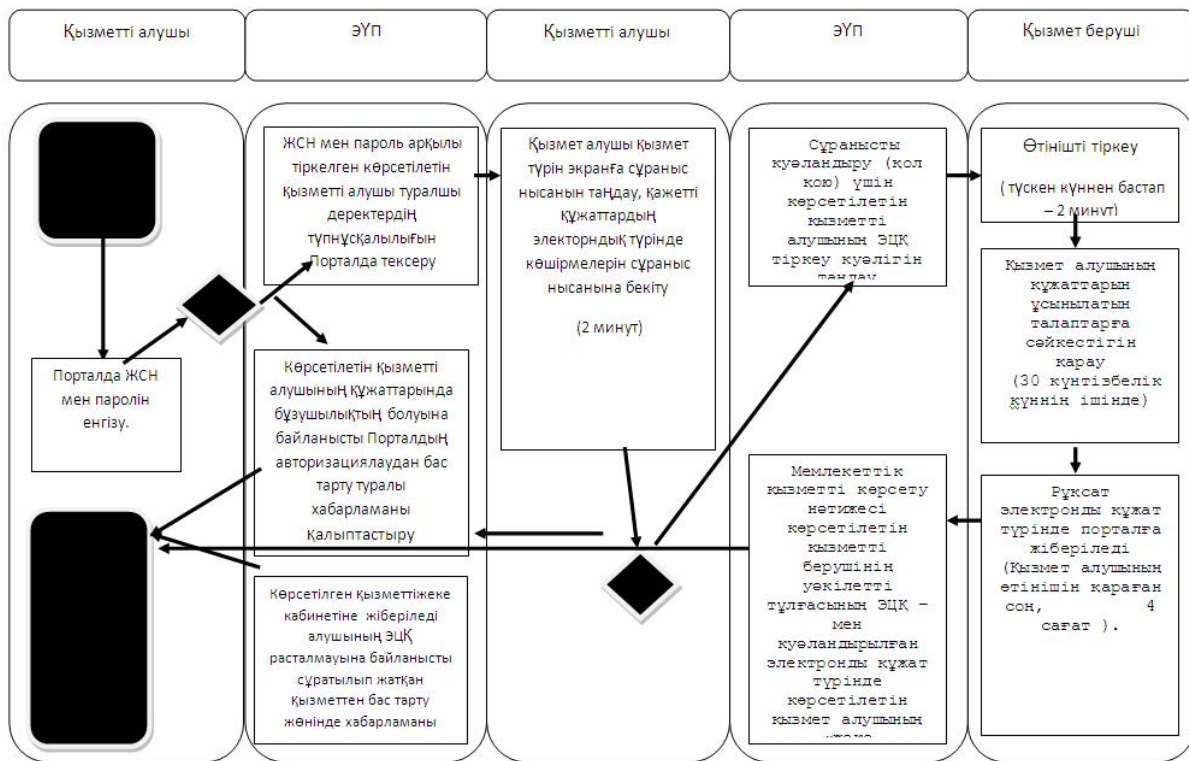 Қызметті алушы
ЭҮП
Қызметті алушы
ЭҮП
Қызмет беруші
Порталда ЖСН
мен паролін
енгізу.
ЖСН мен пароль арқылы
тіркелген көрсетілетін
қызметті алушы туралшы
деректердің
түпнұсқалылығын
Порталда тексеру
Көрсетілетін қызметті
алушының құжаттарында
бұзушылықтың болуына
байланысты Порталдың
авторизациялаудан бас
тарту туралы
хабарламаны
Қалыптастыру
Көрсетілген қызметтіжеке
кабинетіне жіберіледі
алушының ЭЦҚ
расталмауына байланысты
сұратылып жатқан
қызметтен бас тарту
жөнінде хабарламаны
Қызмет алушы қызмет
түрін экранға сұраныс
нысанын таңдау, қажетті
құжаттардың
электорндық түрінде
көшірмелерін сұраныс
нысанына бекіту
(2 минут)
Сұранысты
куәландыру (қол
қою) үшін
көрсетілетін
қызметті
алушының ЭЦҚ
тіркеу куәлігін
таңдау
Мемлекеттік
қызметті көрсету
нәтижесі
көрсетілетін
қызметті
берушінің
уәкілетті
тұлғасының ЭЦҚ –
мен
куәландырылған
электронды құжат
түрінде
көрсетілетін
қызмет алушының
Өтінішті тіркеу
( түскен күннен бастап
– 2 минут)
Қызмет алушының
құжаттарын
ұсынылатын
талаптарға
сәйкестігін
қарау
(30 күнтізбелік
күннің ішінде)
Рұқсат
электронды құжат
түрінде порталға
жіберіледі
(Қызмет алушының
өтінішін қараған
соң, 4
сағат ).